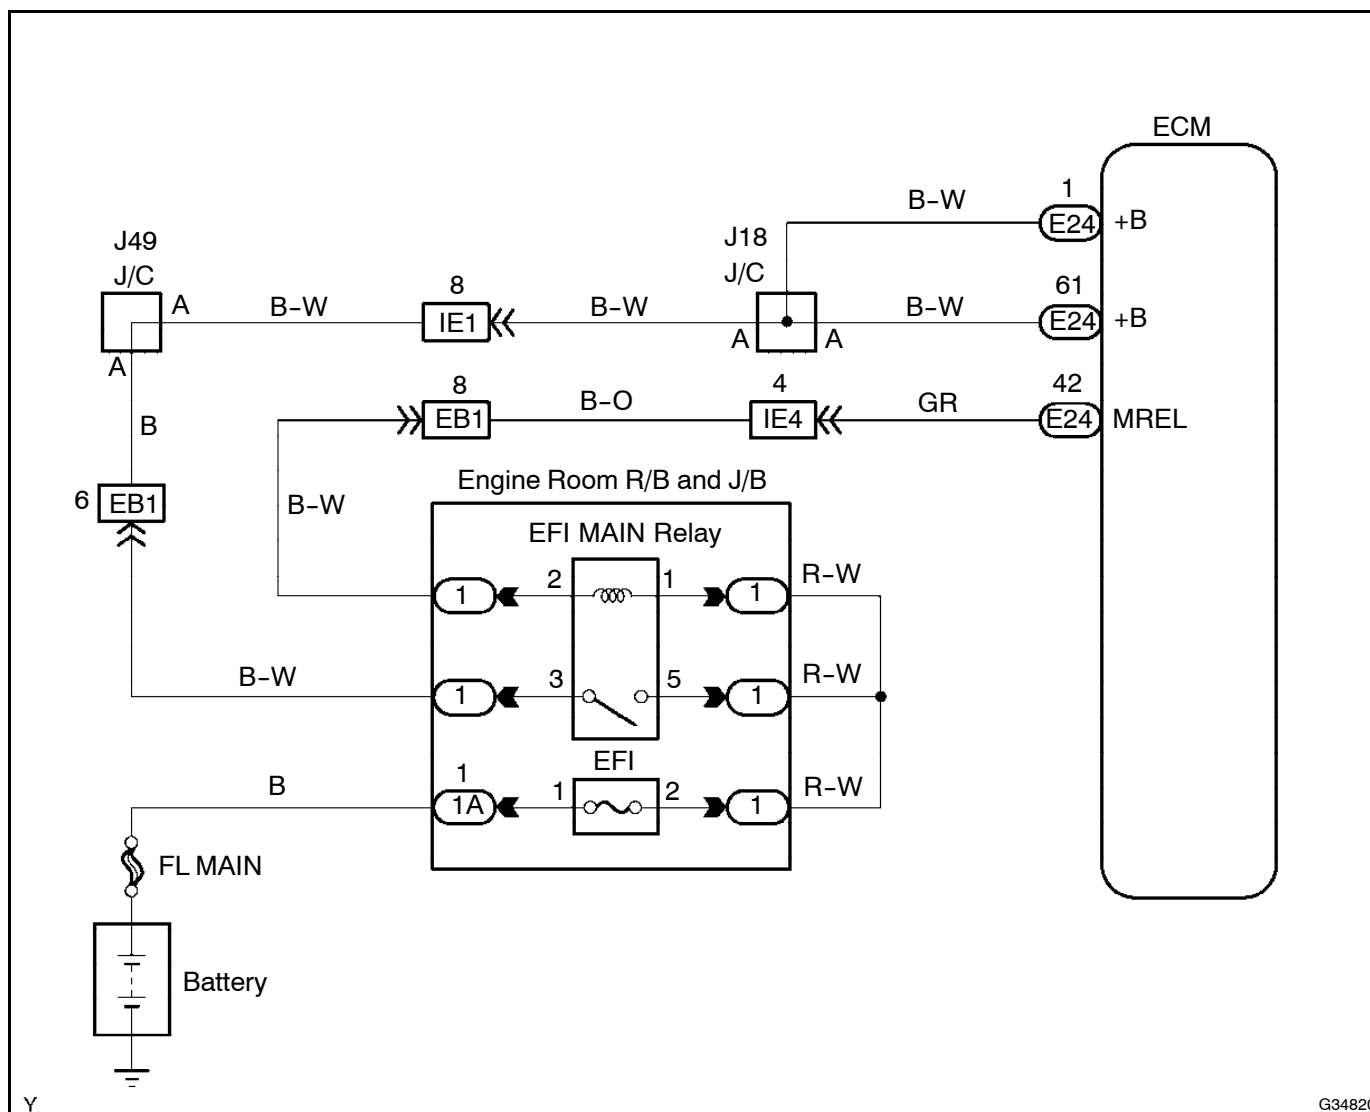 ECM
1
B-W
E24
+B
J49
J/C
J18
J/C
A
B-W
8
IE1
B-W
A
A
B-W
61
E24
+B
A
B
8
EB1
B-O
4
IE4
GR
42
E24
MREL
6
EB1
B-W
Engine Room R/B and J/B
EFI MAIN Relay
1
2
1
1
R-W
B-W
1
3
5
1
R-W
EFI
B
1
1A
1
2
1
R-W
FL MAIN
Battery
Y